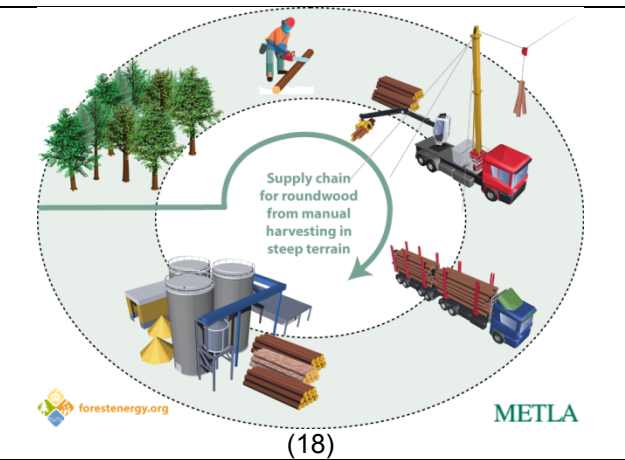 Supply chain
for roundwood
from manual
harvesting in
steep terrain
forestenergy.org
METLA
(18)